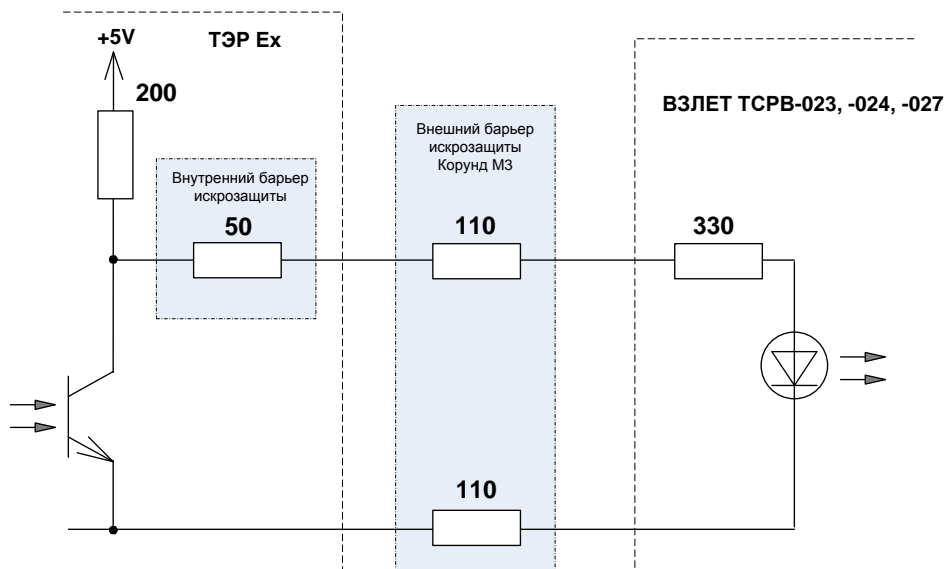 +5V
ТЭР Ех
200
ВЗЛЕТ ТСРВ-023, -024, -027
Внешний барьер
искрозащиты
Корунд М3
Внутренний барьер
искрозащиты
50
110
330
110